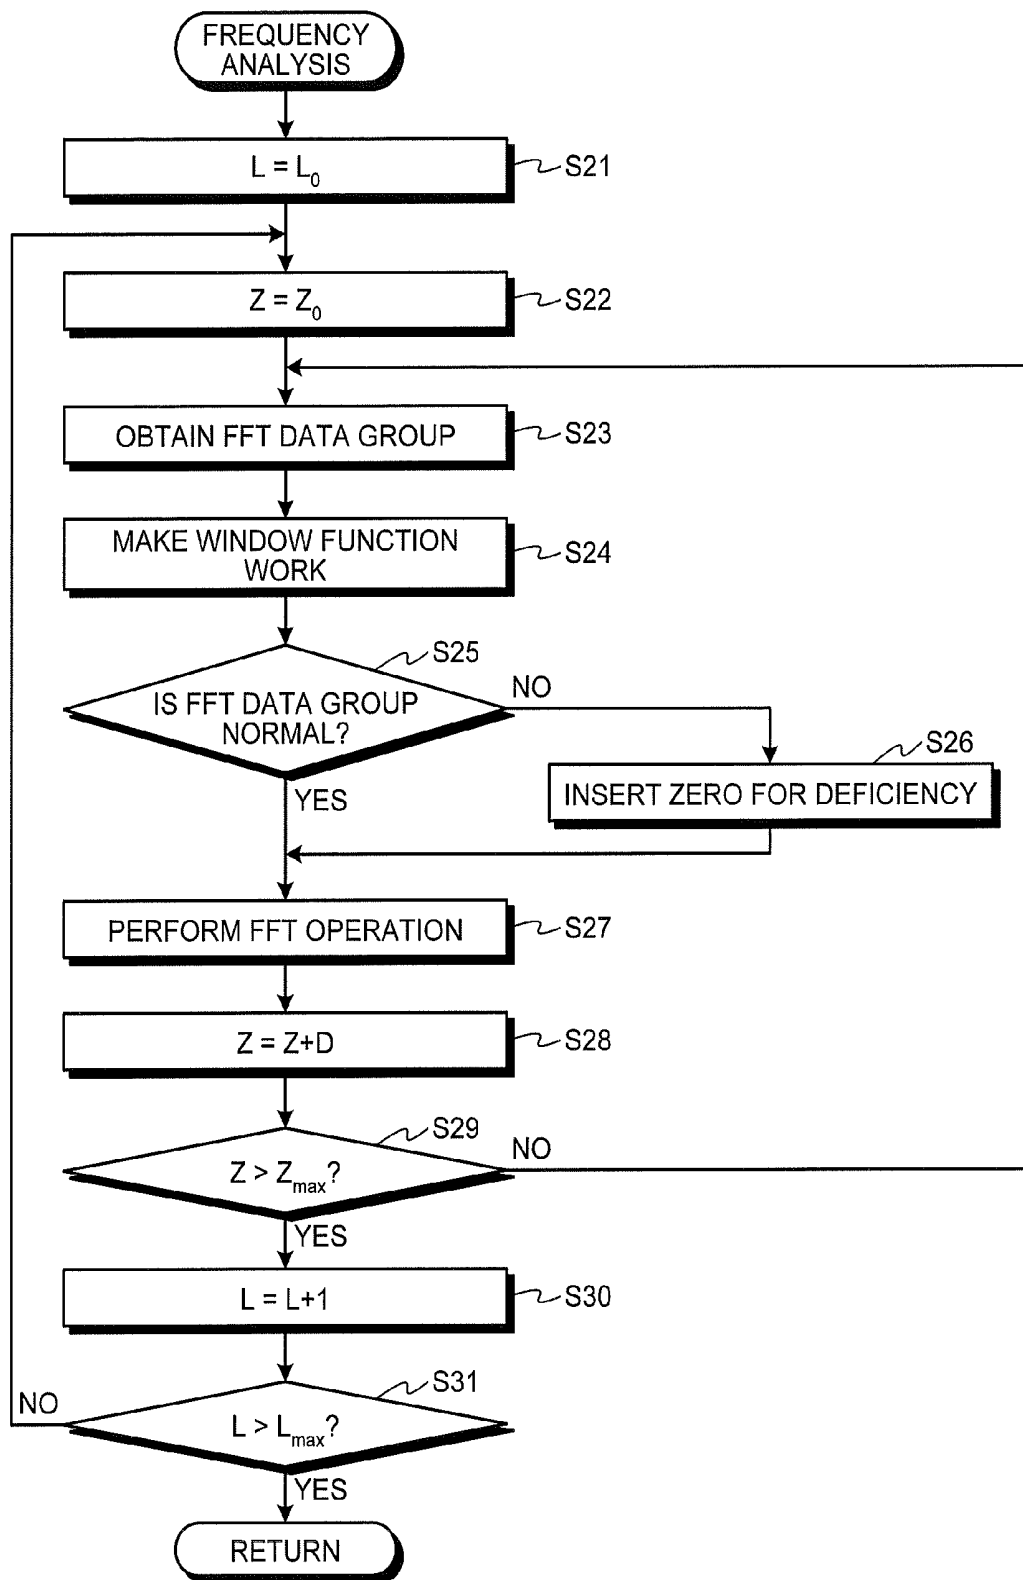 FREQUENCY
ANALYSIS
L = L₀
S21
Z = Z₀
S22
OBTAIN FFT DATA GROUP
S23
MAKE WINDOW FUNCTION
WORK
S24
S25
IS FFT DATA GROUP
NORMAL?
NO
YES
S26
INSERT ZERO FOR DEFICIENCY
PERFORM FFT OPERATION
S27
Z = Z+D
S28
S29
Z > Zmax?
NO
YES
L = L+1
S30
S31
L > Lmax?
NO
YES
RETURN